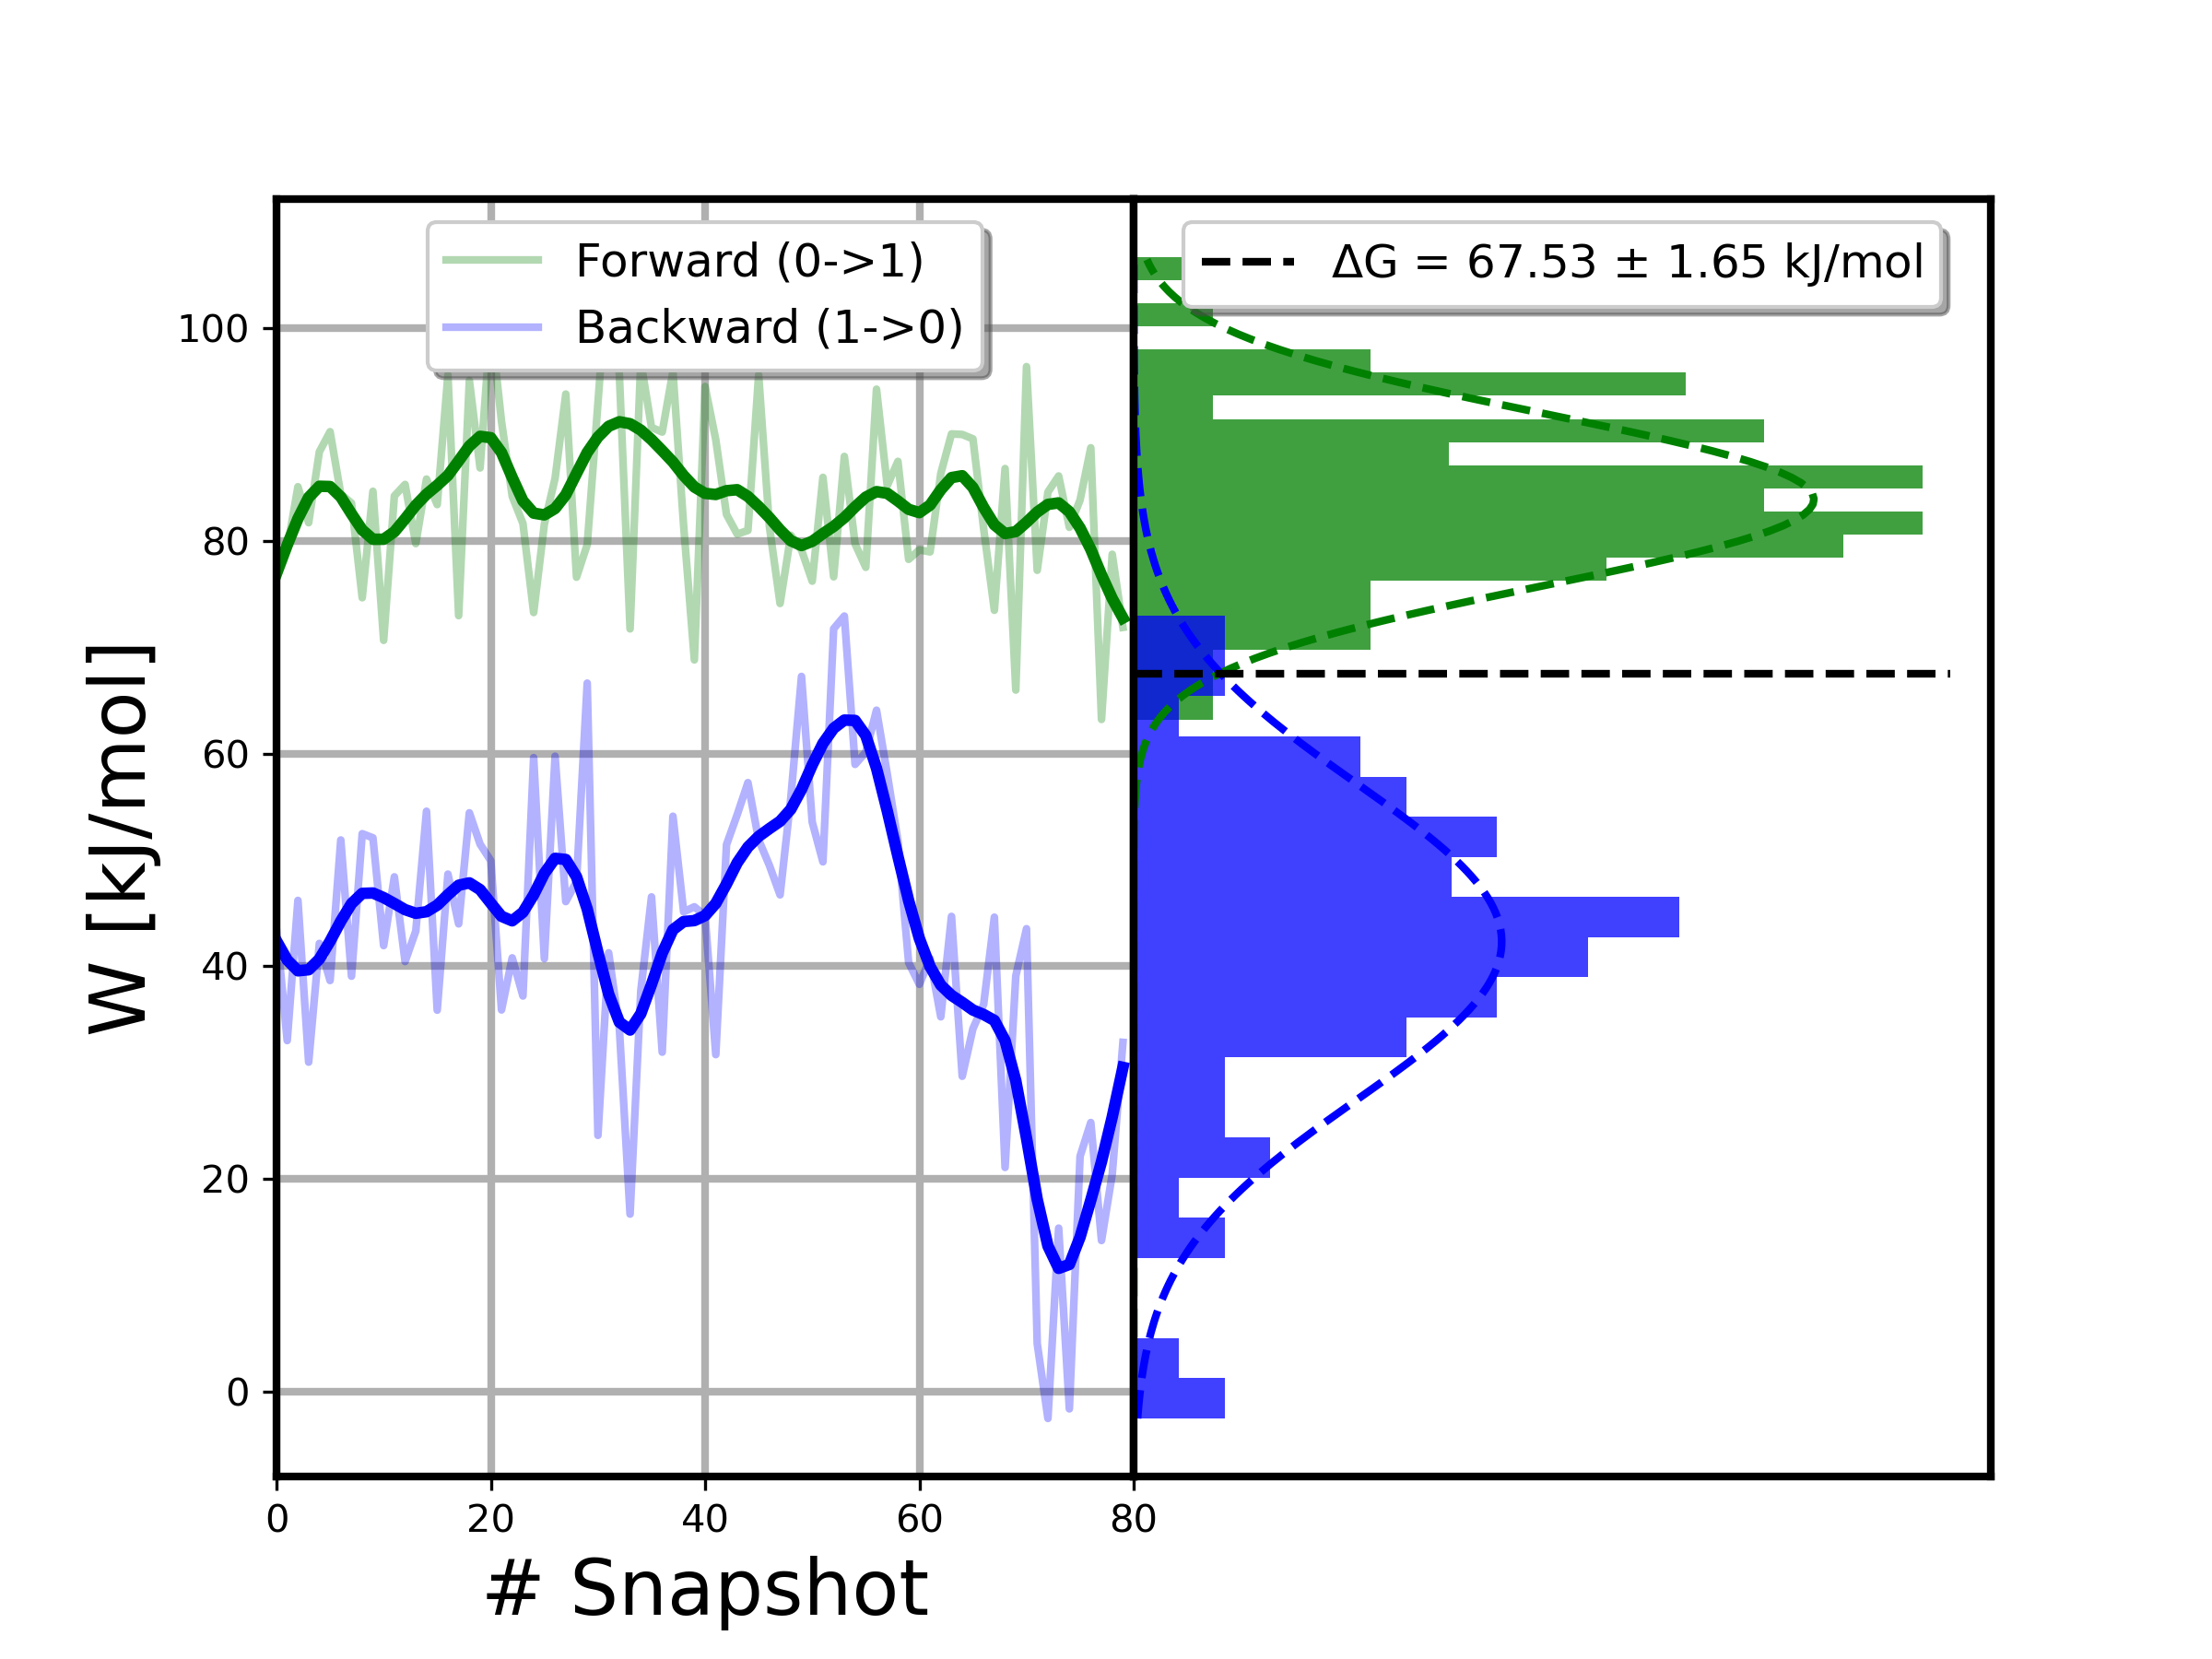 Forward (0->1)
Backward (1->0)
ΔG = 67.53 ± 1.65 kJ/mol
W [kJ/mol]
100
80
60
40
20
0
0 20 40 60 80
# Snapshot